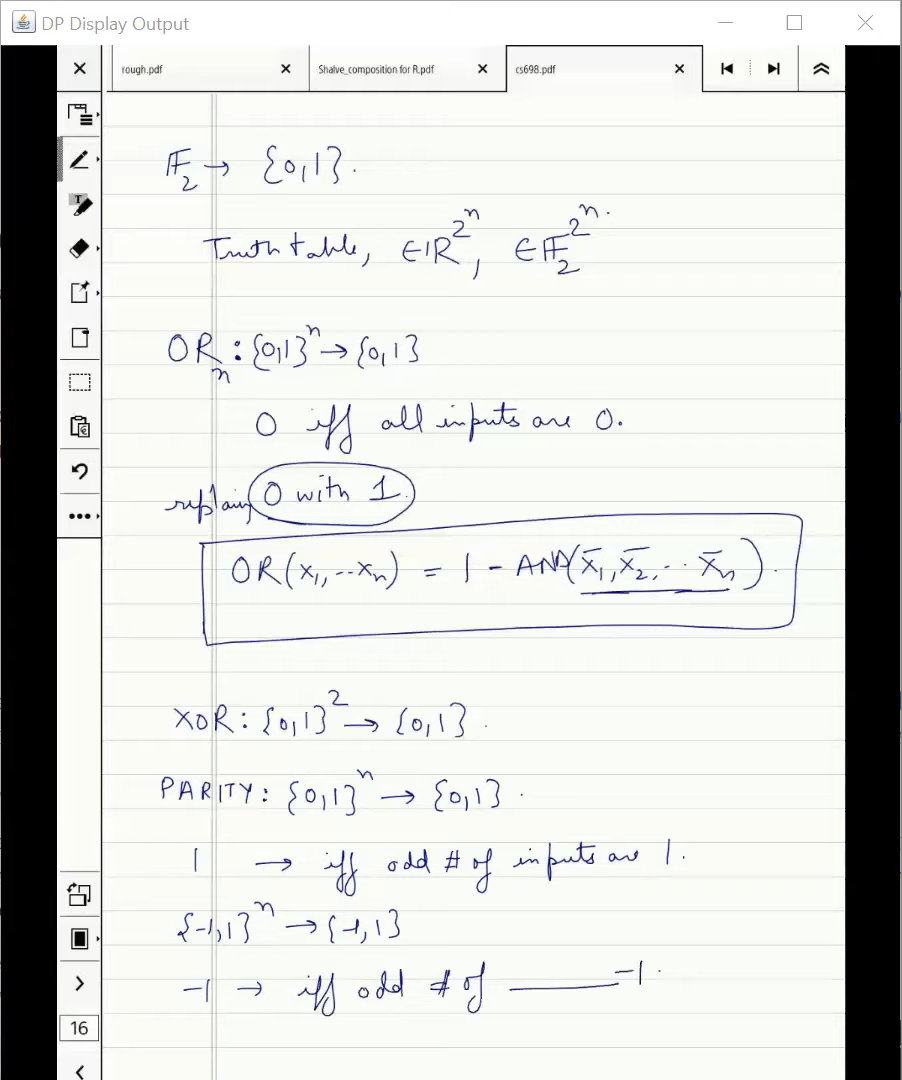 DP Display Output
rough.pdf
Shalve_composition for R.pdf
cs698.pdf
𝔽₂ → {0,1}.
Truth table, ∈ ℝ^{2^n}, ∈ 𝔽₂^{2^n}.
OR_n : {0,1}^n → {0,1}
0 iff all inputs are 0.
0 with 1.
OR(x₁,--xₙ) = 1 - AND(x̄₁, x̄₂, .. x̄ₙ).
XOR: {0,1}² → {0,1}.
PARITY: {0,1}^n → {0,1}.
1 → iff odd # of inputs are 1.
{-1,1}^n → {-1,1}
-1 → iff odd # of ______ -1.
16